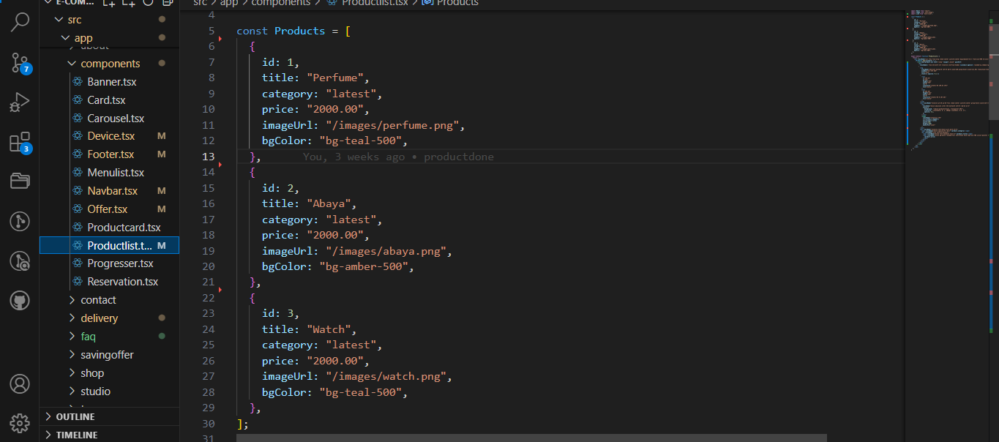 E-COM...
src > app > components > Productlist.tsx > Products
src
app
about
components
Banner.tsx
Card.tsx
Carousel.tsx
Device.tsx M
Footer.tsx M
Menulist.tsx
Navbar.tsx M
Offer.tsx M
Productcard.tsx
Productlist.t... M
Progresser.tsx
Reservation.tsx
contact
delivery
faq
savingoffer
shop
studio
OUTLINE
TIMELINE
7
3
4
5 const Products = [
6 {
7 id: 1,
8 title: "Perfume",
9 category: "latest",
10 price: "2000.00",
11 imageUrl: "/images/perfume.png",
12 bgColor: "bg-teal-500",
13 }, You, 3 weeks ago • productdone
14 {
15 id: 2,
16 title: "Abaya",
17 category: "latest",
18 price: "2000.00",
19 imageUrl: "/images/abaya.png",
20 bgColor: "bg-amber-500",
21 },
22 {
23 id: 3,
24 title: "Watch",
25 category: "latest",
26 price: "2000.00",
27 imageUrl: "/images/watch.png",
28 bgColor: "bg-teal-500",
29 },
30 ];
31